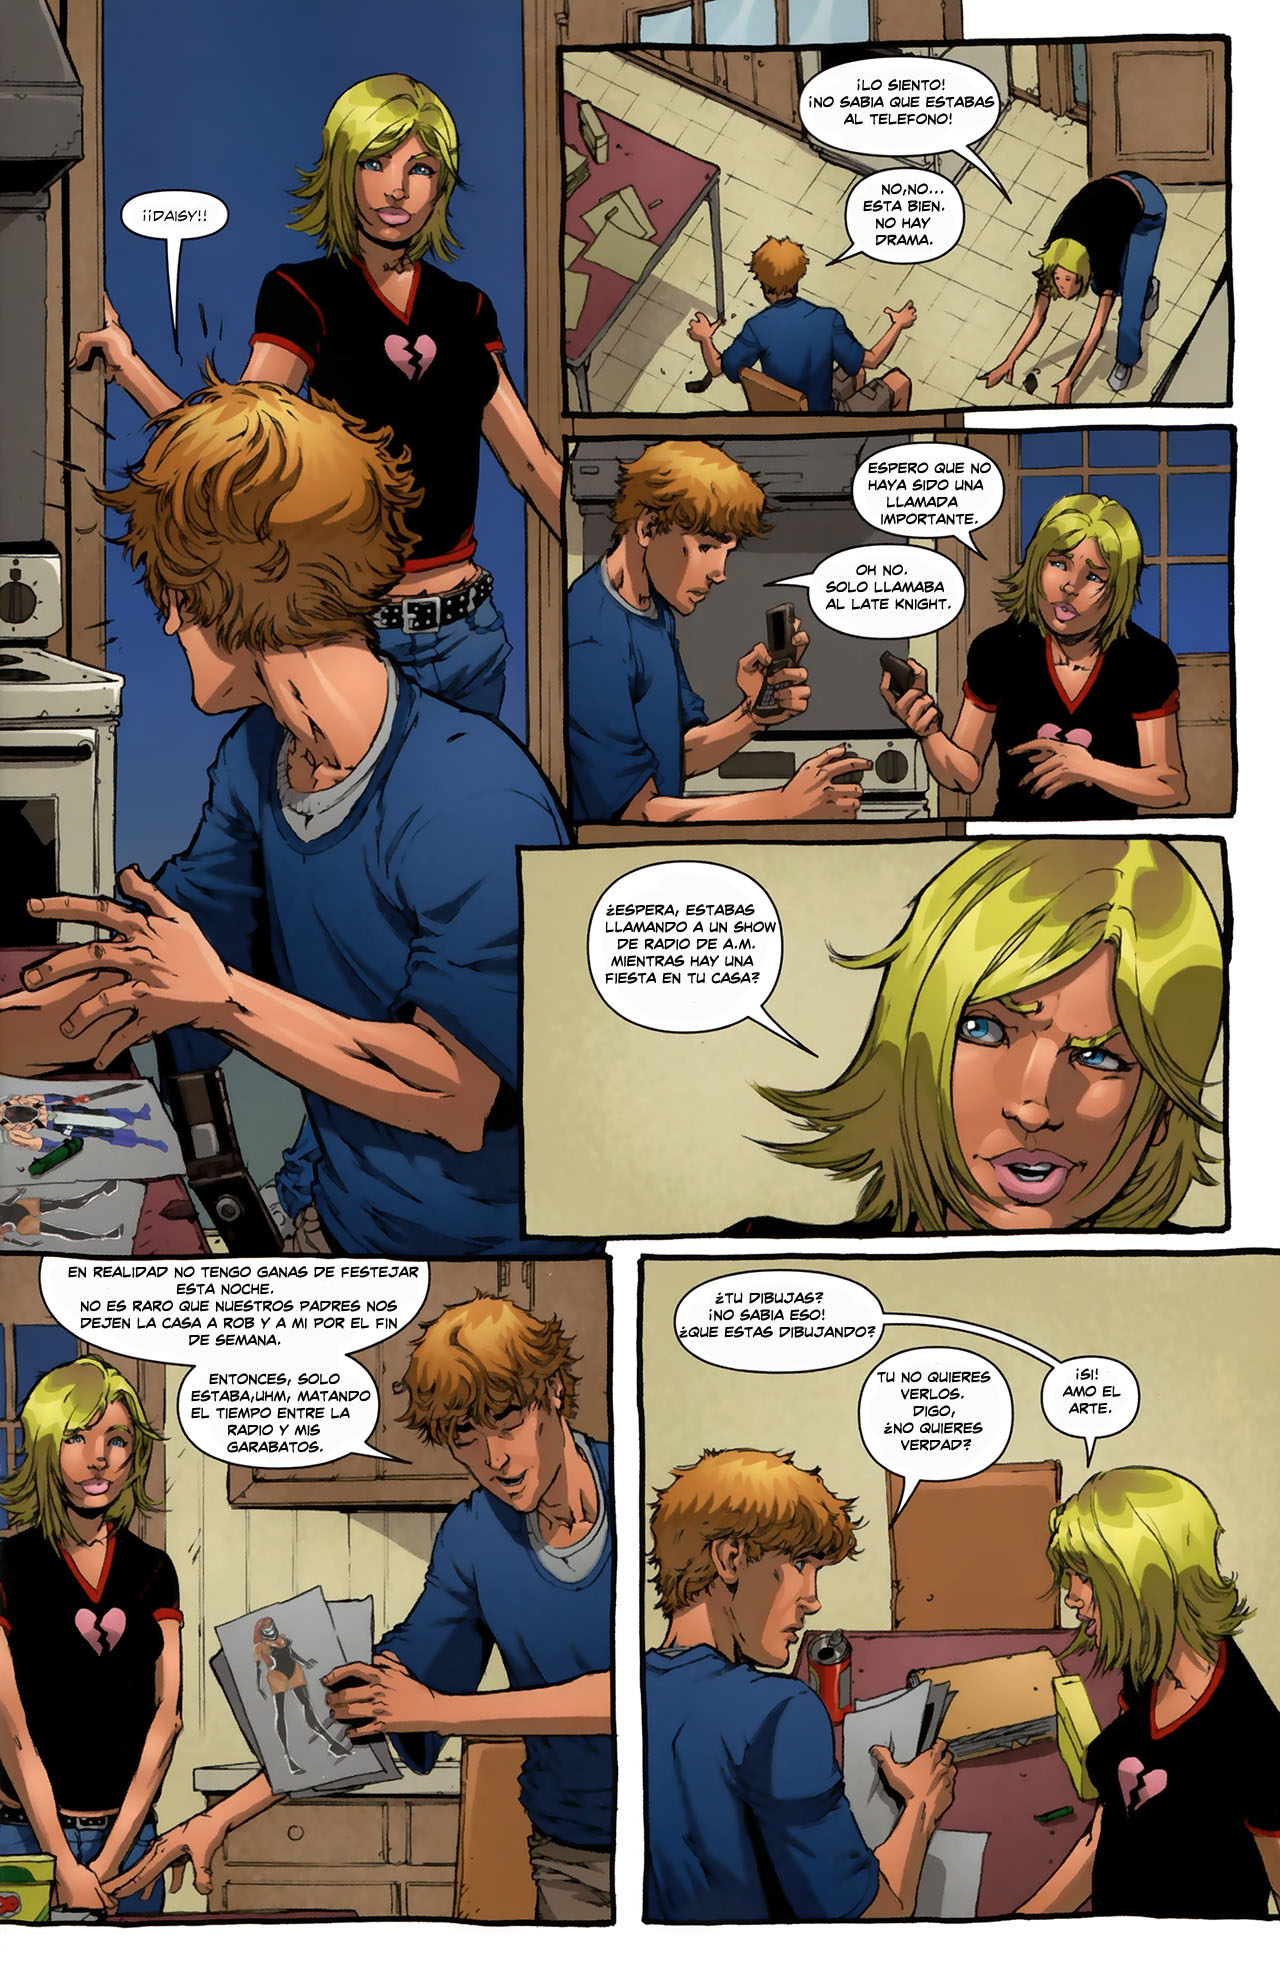 ¡¡DAISY!!
¡LO SIENTO!
¡NO SABIA QUE ESTABAS
AL TELEFONO!
NO,NO...
ESTA BIEN.
NO HAY
DRAMA.
ESPERO QUE NO
HAYA SIDO UNA
LLAMADA
IMPORTANTE.
OH NO.
SOLO LLAMABA
AL LATE KNIGHT.
¿ESPERA, ESTABAS
LLAMANDO A UN SHOW
DE RADIO DE A.M.
MIENTRAS HAY UNA
FIESTA EN TU CASA?
EN REALIDAD NO TENGO GANAS DE FESTEJAR
ESTA NOCHE.
NO ES RARO QUE NUESTROS PADRES NOS
DEJEN LA CASA A ROB Y A MI POR EL FIN
DE SEMANA.
ENTONCES, SOLO
ESTABA,UHM, MATANDO
EL TIEMPO ENTRE LA
RADIO Y MIS
GARABATOS.
¿TU DIBUJAS?
¡NO SABIA ESO!
¿QUE ESTAS DIBUJANDO?
TU NO QUIERES
VERLOS.
DIGO,
¿NO QUIERES
VERDAD?
¡SI!
AMO EL
ARTE.